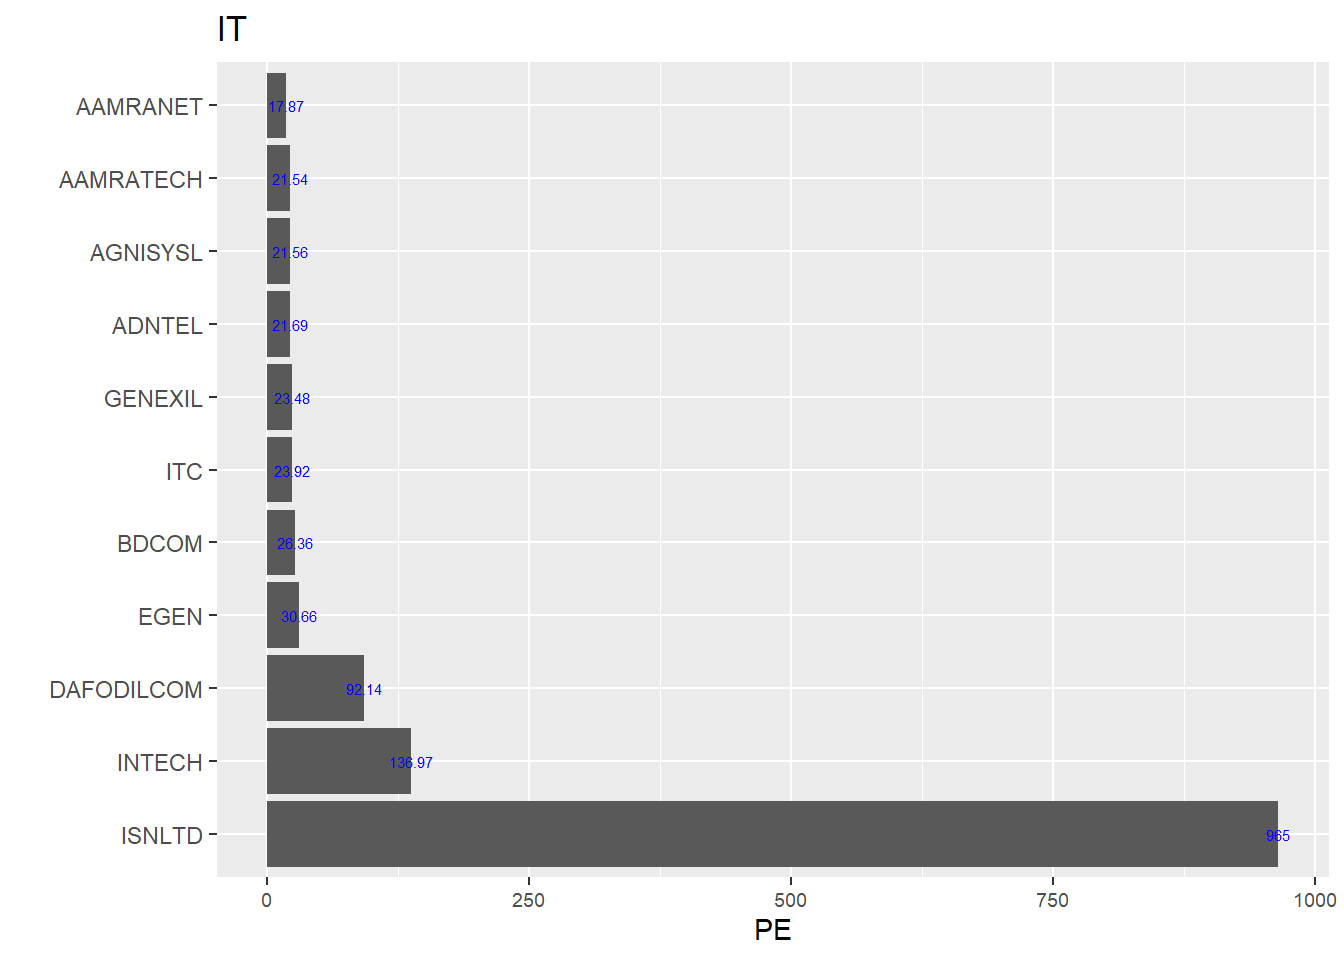 IT
AAMRANET 17.87
AAMRATECH 21.54
AGNISYSL 21.56
ADNTEL 21.69
GENEXIL 23.48
ITC 23.92
BDCOM 26.36
EGEN 30.66
DAFODILCOM 92.14
INTECH 136.97
ISNLTD 965
0 250 500 750 1000
PE